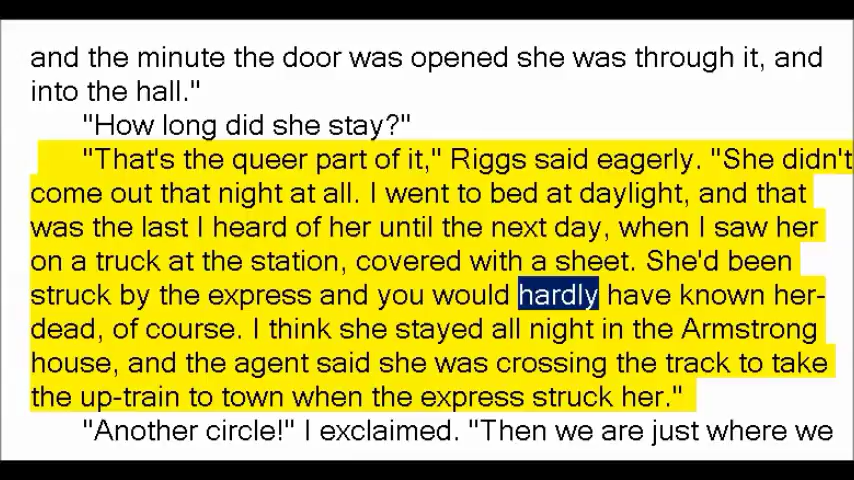 and the minute the door was opened she was through it, and
into the hall."
"How long did she stay?"
"That's the queer part of it," Riggs said eagerly. "She didn't
come out that night at all. I went to bed at daylight, and that
was the last I heard of her until the next day, when I saw her
on a truck at the station, covered with a sheet. She'd been
struck by the express and you would hardly have known her-
dead, of course. I think she stayed all night in the Armstrong
house, and the agent said she was crossing the track to take
the up-train to town when the express struck her."
"Another circle!" I exclaimed. "Then we are just where we